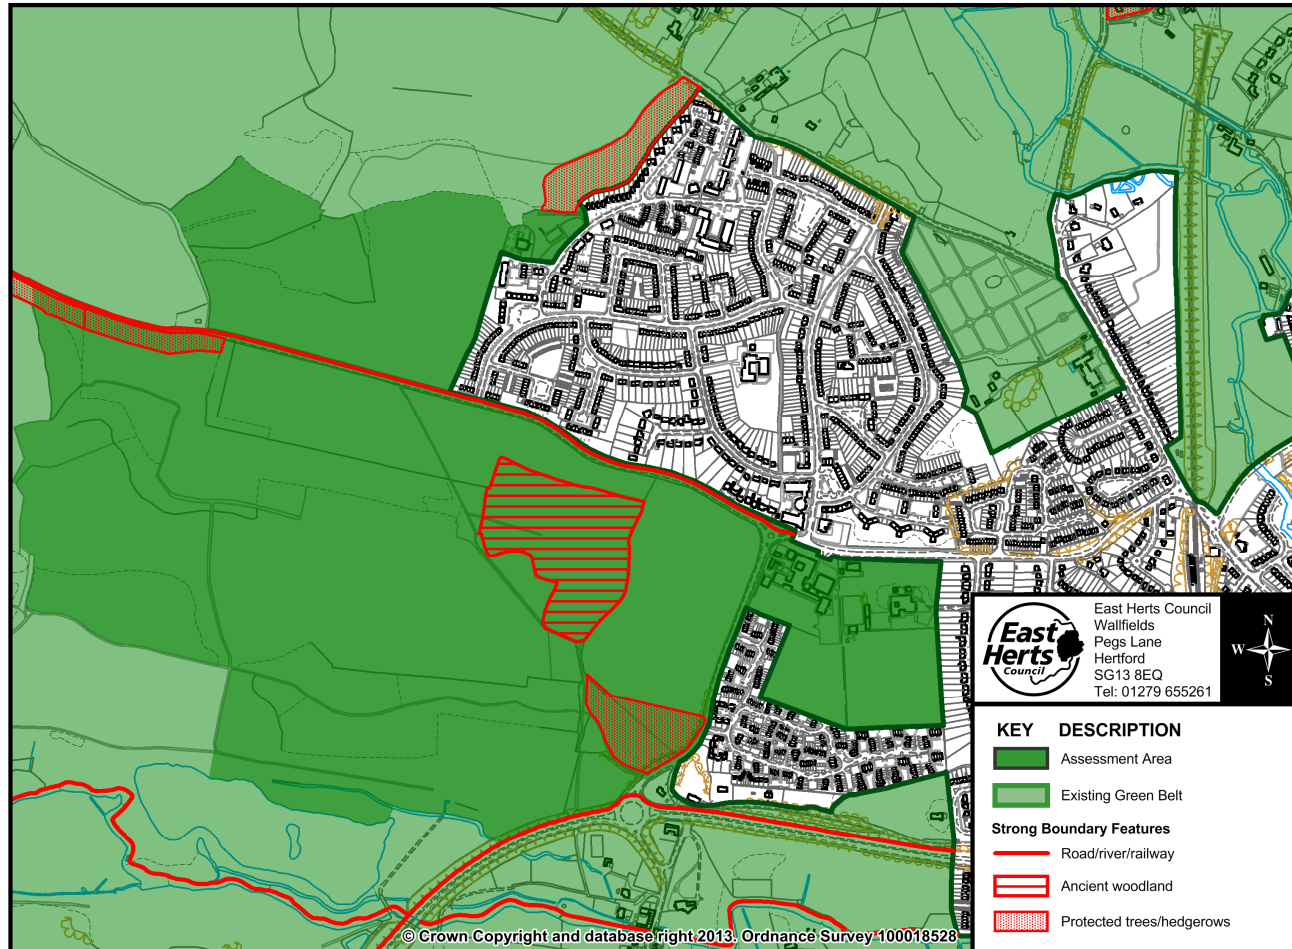 East
Herts
Council
East Herts Council
Wallfields
Pegs Lane
Hertford
SG13 8EQ
Tel: 01279 655261
N
W
S
KEY DESCRIPTION
Assessment Area
Existing Green Belt
Strong Boundary Features
Road/river/railway
Ancient woodland
Protected trees/hedgerows
© Crown Copyright and database right 2013. Ordnance Survey 100018528